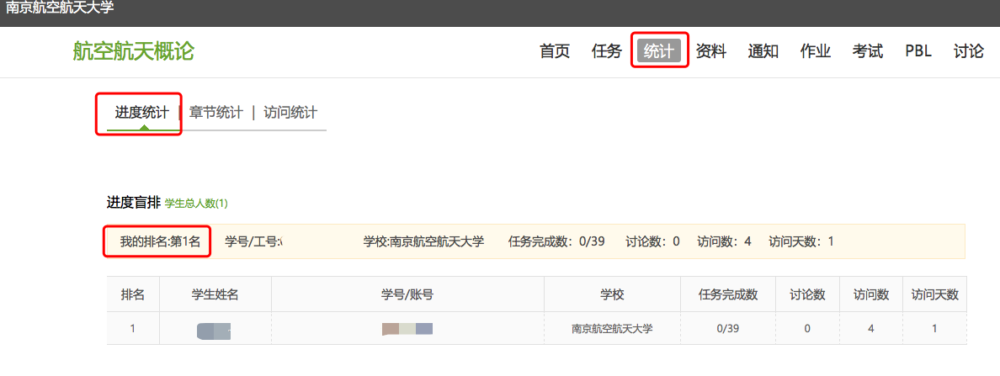 南京航空航天大学
航空航天概论 首页 任务 统计 资料 通知 作业 考试 PBL 讨论
进度统计 | 章节统计 | 访问统计
进度盲排 学生总人数(1)
我的排名:第1名 学号/工号: 学校:南京航空航天大学 任务完成数：0/39 讨论数：0 访问数：4 访问天数：1
排名 学生姓名 学号/账号 学校 任务完成数 讨论数 访问数 访问天数
1 南京航空航天大学 0/39 0 4 1